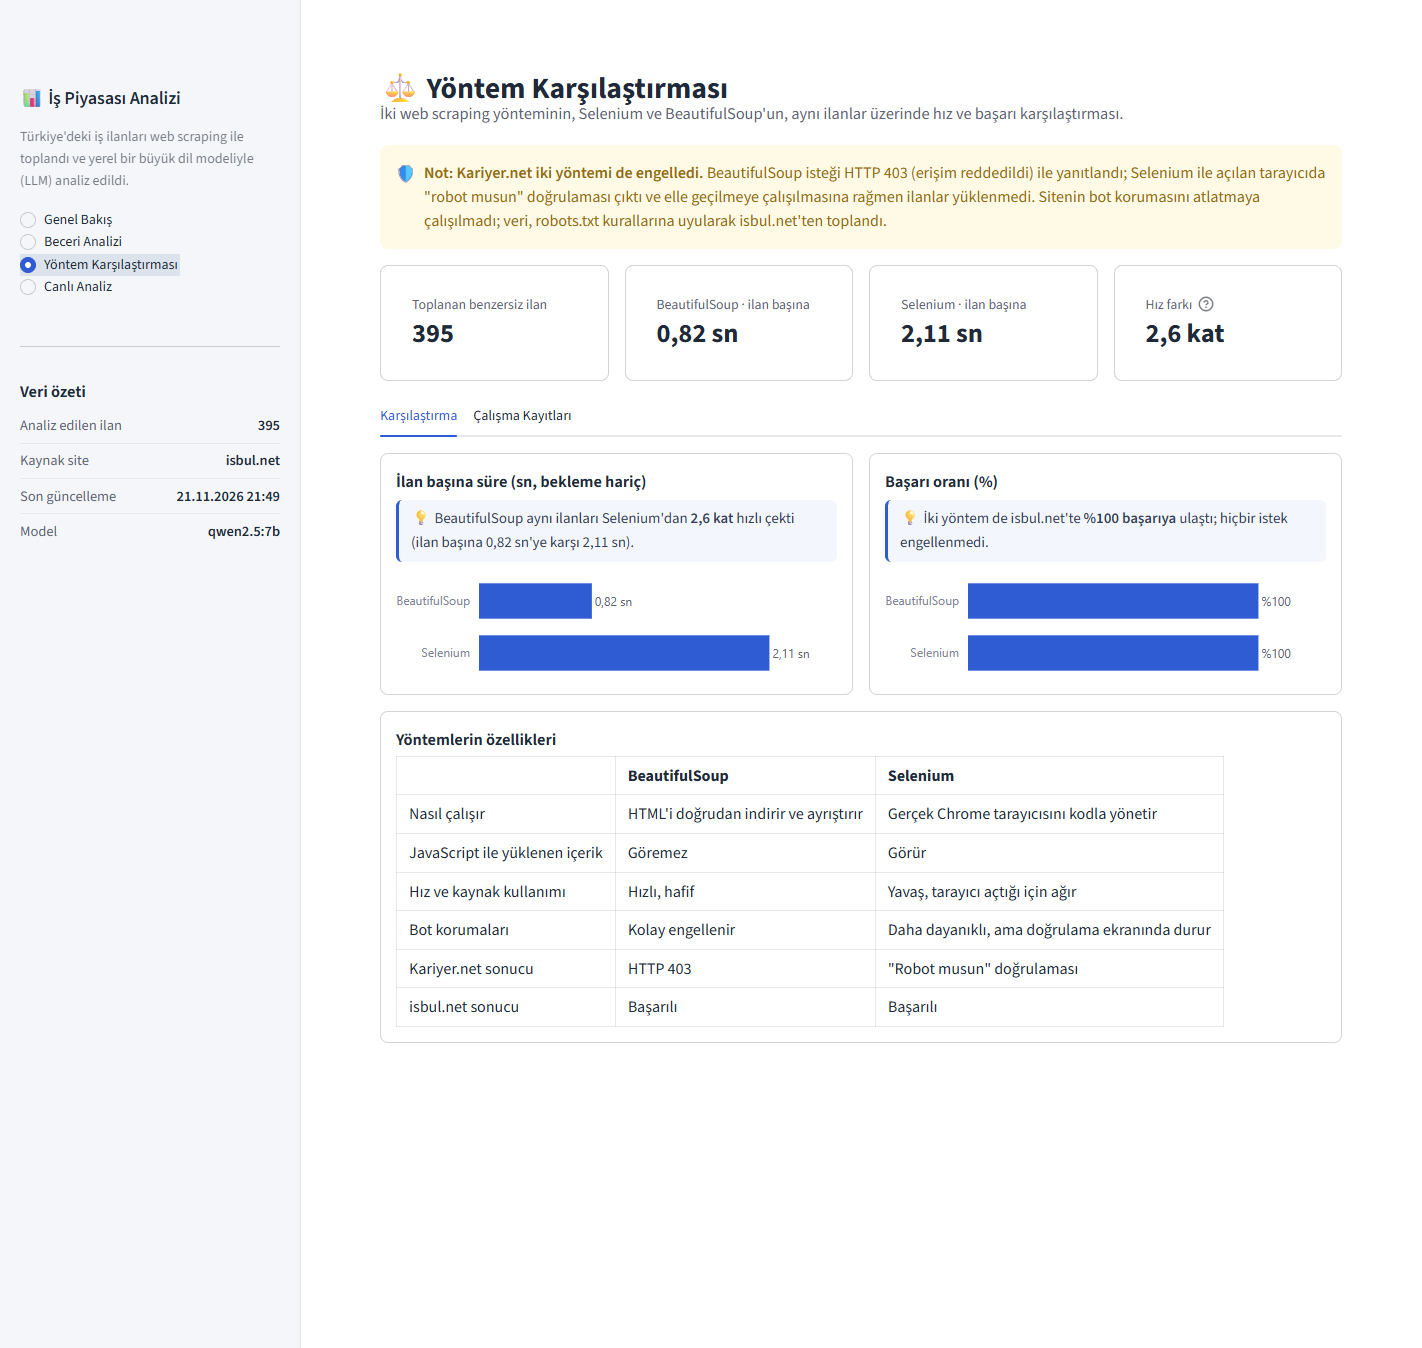 İş Piyasası Analizi
Türkiye'deki iş ilanları web scraping ile
toplandı ve yerel bir büyük dil modeliyle
(LLM) analiz edildi.
Genel Bakış
Beceri Analizi
Yöntem Karşılaştırması
Canlı Analiz
Veri özeti
Analiz edilen ilan 395
Kaynak site isbul.net
Son güncelleme 21.11.2026 21:49
Model qwen2.5:7b
Yöntem Karşılaştırması
İki web scraping yönteminin, Selenium ve BeautifulSoup'un, aynı ilanlar üzerinde hız ve başarı karşılaştırması.
Not: Kariyer.net iki yöntemi de engelledi. BeautifulSoup isteği HTTP 403 (erişim reddedildi) ile yanıtlandı; Selenium ile açılan tarayıcıda
"robot musun" doğrulaması çıktı ve elle geçilmeye çalışılmasına rağmen ilanlar yüklenmedi. Sitenin bot korumasını atlatmaya
çalışılmadı; veri, robots.txt kurallarına uyularak isbul.net'ten toplandı.
Toplanan benzersiz ilan
395
BeautifulSoup · ilan başına
0,82 sn
Selenium · ilan başına
2,11 sn
Hız farkı
2,6 kat
Karşılaştırma Çalışma Kayıtları
İlan başına süre (sn, bekleme hariç)
BeautifulSoup aynı ilanları Selenium'dan 2,6 kat hızlı çekti
(ilan başına 0,82 sn'ye karşı 2,11 sn).
BeautifulSoup 0,82 sn
Selenium 2,11 sn
Başarı oranı (%)
İki yöntem de isbul.net'te %100 başarıya ulaştı; hiçbir istek
engellenmedi.
BeautifulSoup %100
Selenium %100
Yöntemlerin özellikleri
BeautifulSoup Selenium
Nasıl çalışır HTML'i doğrudan indirir ve ayrıştırır Gerçek Chrome tarayıcısını kodla yönetir
JavaScript ile yüklenen içerik Göremez Görür
Hız ve kaynak kullanımı Hızlı, hafif Yavaş, tarayıcı açtığı için ağır
Bot korumaları Kolay engellenir Daha dayanıklı, ama doğrulama ekranında durur
Kariyer.net sonucu HTTP 403 "Robot musun" doğrulaması
isbul.net sonucu Başarılı Başarılı